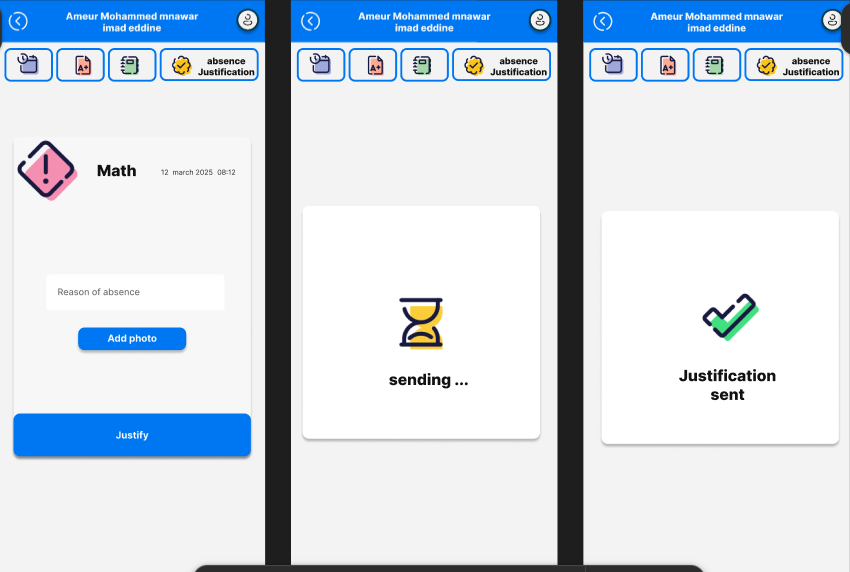 Ameur Mohammed mnawar
imad eddine
A+
absence
Justification
Math
12 march 2025 08:12
Reason of absence
Add photo
Justify
Ameur Mohammed mnawar
imad eddine
A+
absence
Justification
sending ...
Ameur Mohammed mnawar
imad eddine
A+
absence
Justification
Justification
sent